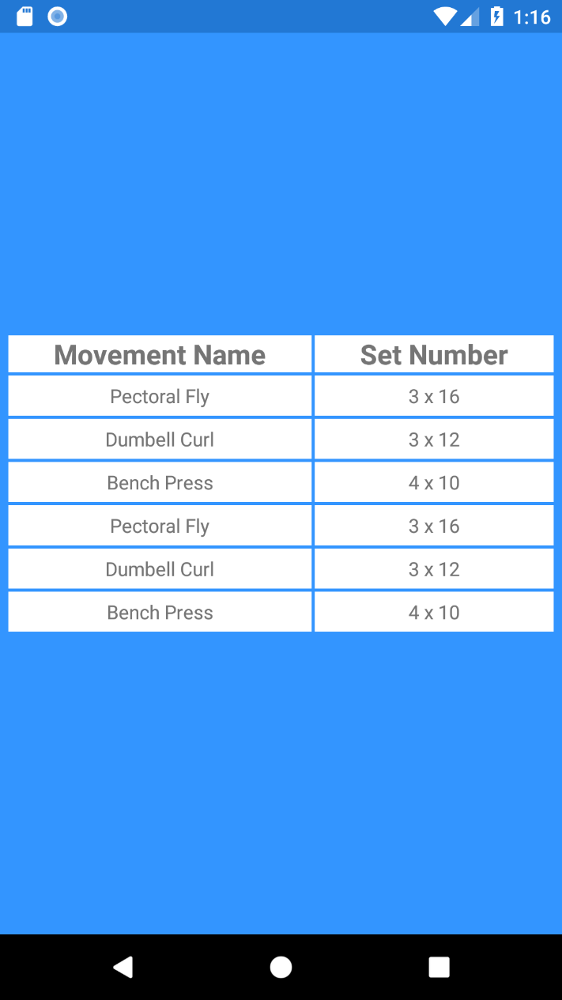 1:16
Movement Name Set Number
Pectoral Fly 3 x 16
Dumbell Curl 3 x 12
Bench Press 4 x 10
Pectoral Fly 3 x 16
Dumbell Curl 3 x 12
Bench Press 4 x 10